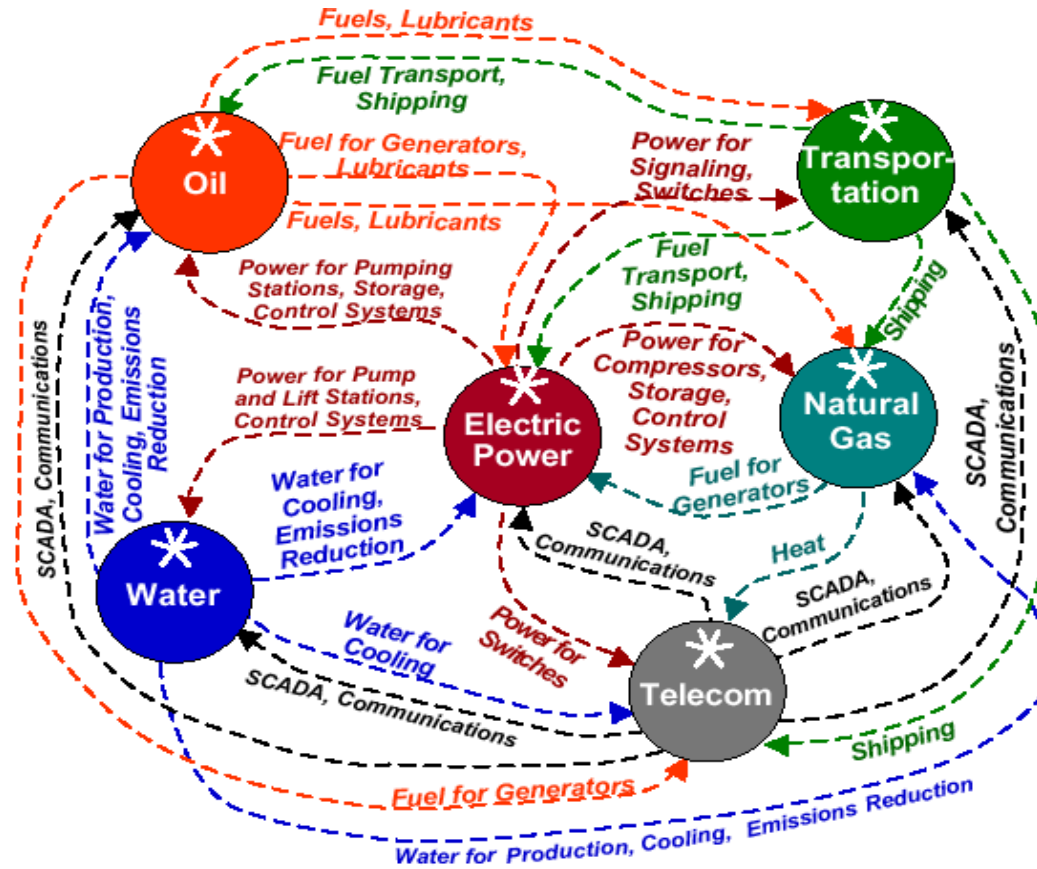 Fuels, Lubricants
Fuel Transport,
Shipping
Fuel for Generators,
Lubricants
Power for
Signaling,
Switches
Oil
Transpor-
tation
Fuels, Lubricants
Fuel
Transport,
Shipping
Shipping
Power for Pumping
Stations, Storage,
Control Systems
Power for
Compressors,
Storage,
Control
Systems
Water for Production,
Cooling, Emissions
Reduction
SCADA, Communications
Power for Pump
and Lift Stations,
Control Systems
Electric
Power
Natural
Gas
SCADA,
Communications
Water for
Cooling,
Emissions
Reduction
Fuel for
Generators
SCADA,
Communications
Heat
SCADA,
Communications
Water
Water for
Cooling
Power for
Switches
SCADA, Communications
Telecom
Shipping
Fuel for Generators
Water for Production, Cooling, Emissions Reduction